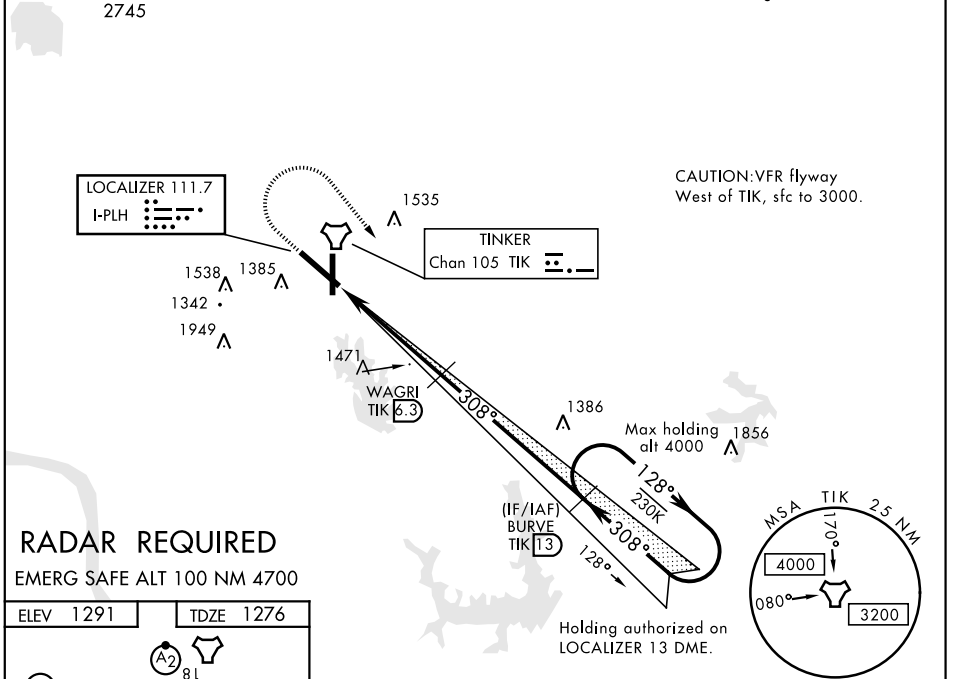 2745
LOCALIZER 111.7
I-PLH
1535
CAUTION:VFR flyway
West of TIK, sfc to 3000.
TINKER
Chan 105 TIK
1538
1385
1342
1949
1471
WAGRI
TIK 6.3
308°
1386
Max holding
alt 4000
1856
128°
230K
(IF/IAF)
BURVE
TIK 13
308°
128°
MSA TIK 25 NM
170°
4000
080°
3200
RADAR REQUIRED
EMERG SAFE ALT 100 NM 4700
Holding authorized on
LOCALIZER 13 DME.
ELEV 1291
TDZE 1276
A2